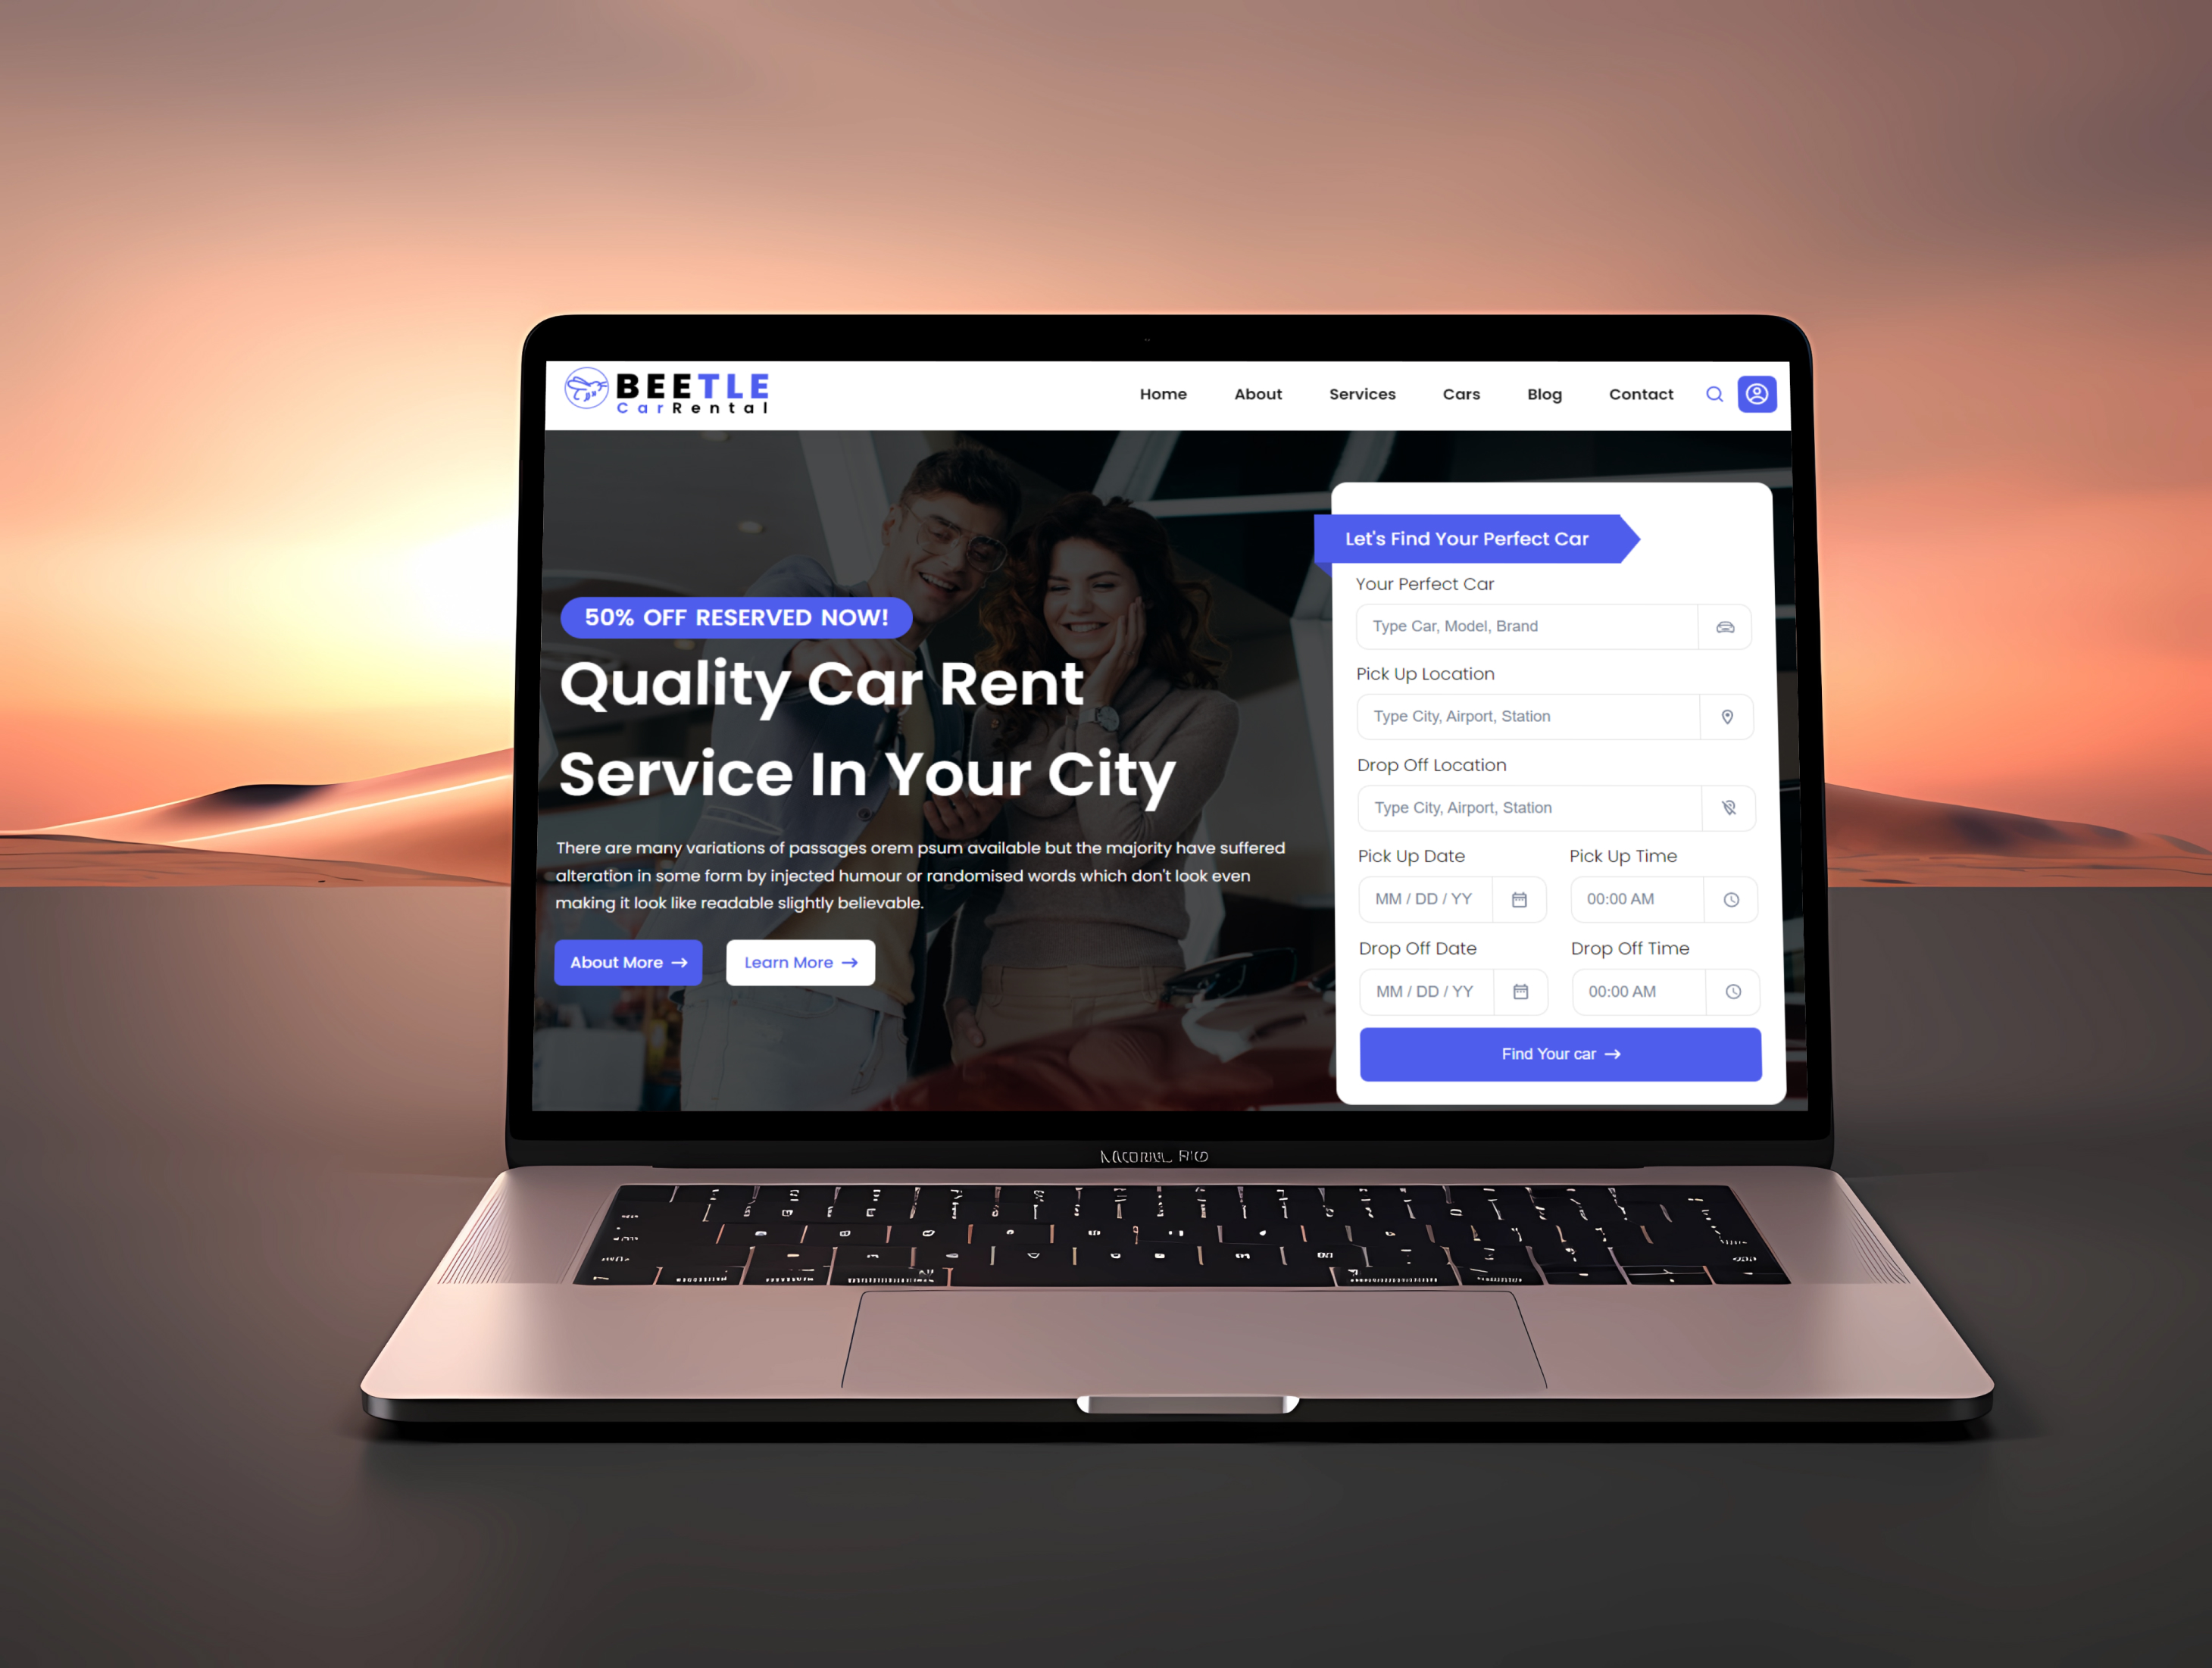 BEETLE
CarRental
Home About Services Cars Blog Contact
50% OFF RESERVED NOW!
Quality Car Rent
Service In Your City
There are many variations of passages orem psum available but the majority have suffered
alteration in some form by injected humour or randomised words which don't look even
making it look like readable slightly believable.
About More
Learn More
Let's Find Your Perfect Car
Your Perfect Car
Type Car, Model, Brand
Pick Up Location
Type City, Airport, Station
Drop Off Location
Type City, Airport, Station
Pick Up Date Pick Up Time
MM / DD / YY 00:00 AM
Drop Off Date Drop Off Time
MM / DD / YY 00:00 AM
Find Your car